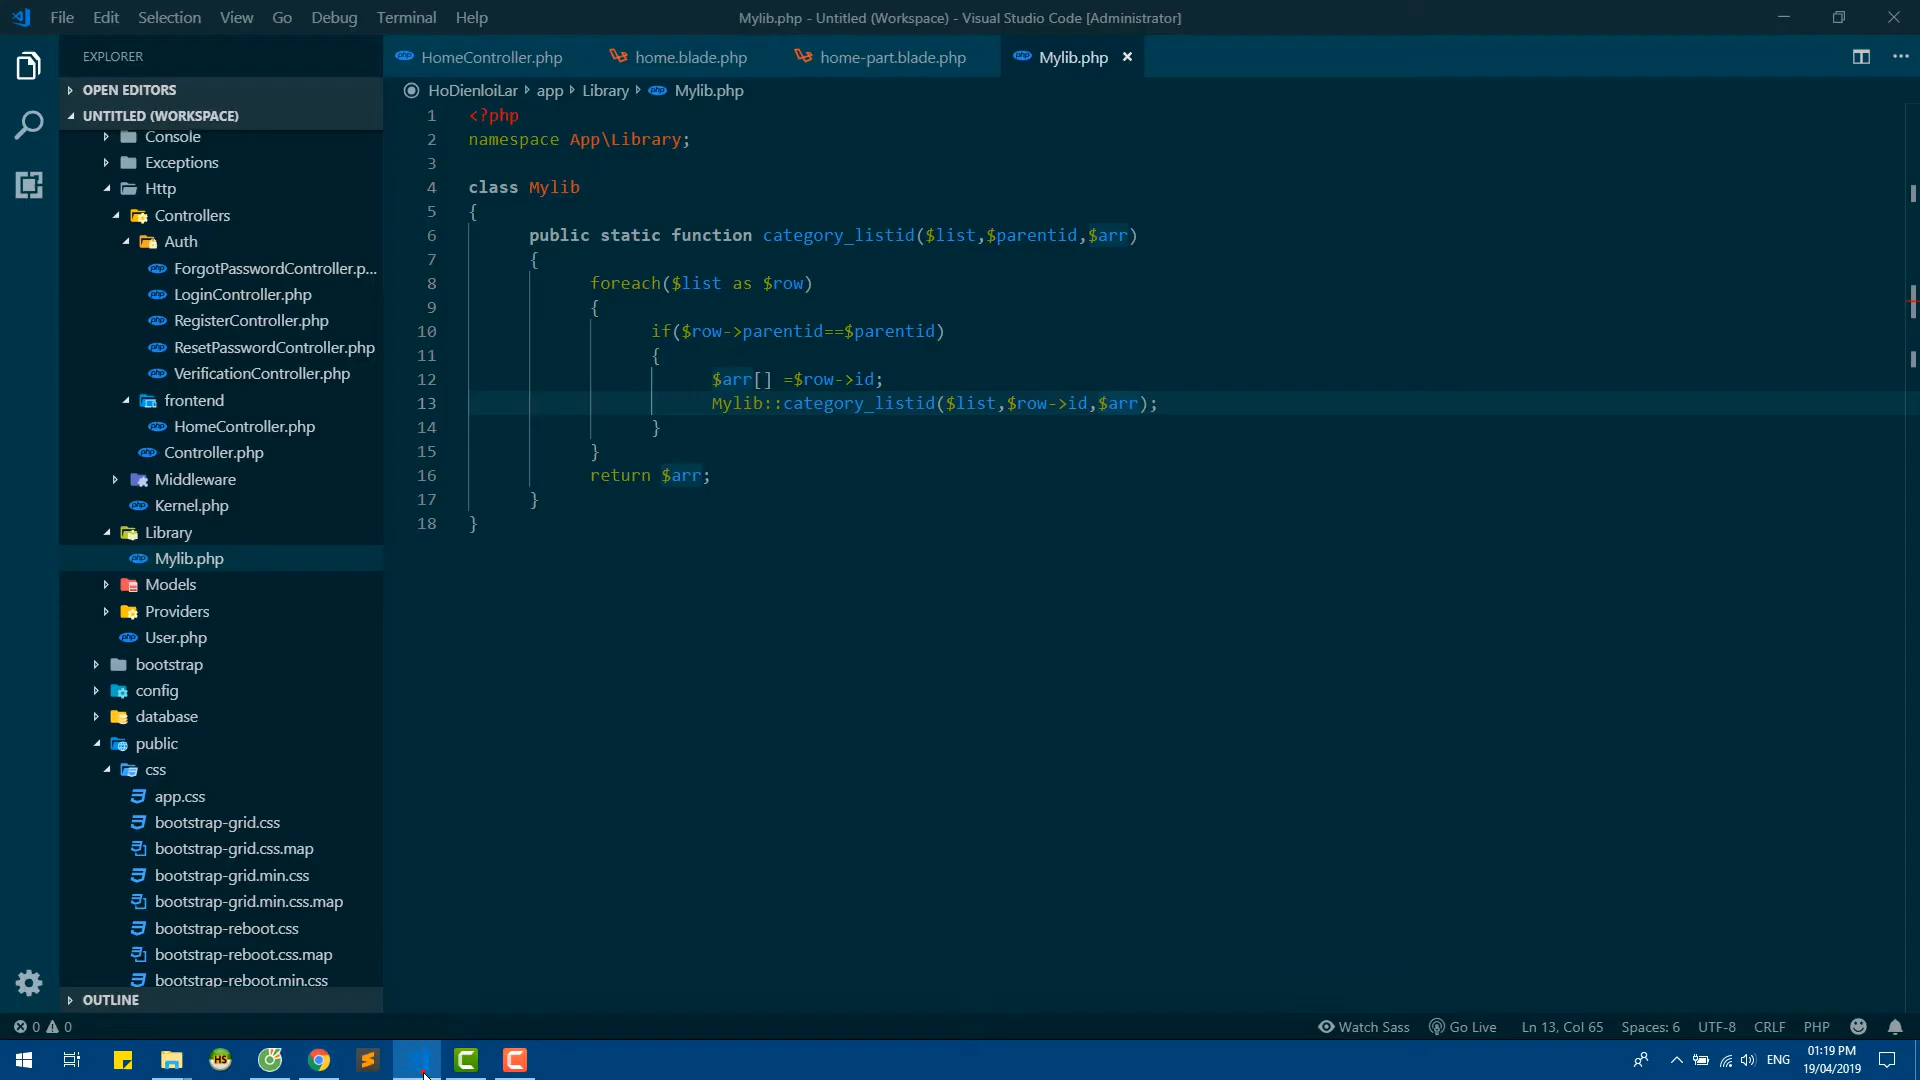 File Edit Selection View Go Debug Terminal Help
Mylib.php - Untitled (Workspace) - Visual Studio Code [Administrator]
EXPLORER
OPEN EDITORS
UNTITLED (WORKSPACE)
Console
Exceptions
Http
Controllers
Auth
ForgotPasswordController.p...
LoginController.php
RegisterController.php
ResetPasswordController.php
VerificationController.php
frontend
HomeController.php
Controller.php
Middleware
Kernel.php
Library
Mylib.php
Models
Providers
User.php
bootstrap
config
database
public
css
app.css
bootstrap-grid.css
bootstrap-grid.css.map
bootstrap-grid.min.css
bootstrap-grid.min.css.map
bootstrap-reboot.css
bootstrap-reboot.css.map
bootstrap-reboot.min.css
OUTLINE
HomeController.php home.blade.php home-part.blade.php Mylib.php
HoDienloiLar app Library Mylib.php
1 <?php
2 namespace App\Library;
3
4 class Mylib
5 {
6 public static function category_listid($list,$parentid,$arr)
7 {
8 foreach($list as $row)
9 {
10 if($row->parentid==$parentid)
11 {
12 $arr[] =$row->id;
13 Mylib::category_listid($list,$row->id,$arr);
14 }
15 }
16 return $arr;
17 }
18 }
0 0 Watch Sass Go Live Ln 13, Col 65 Spaces: 6 UTF-8 CRLF PHP
HS ENG 01:19 PM
19/04/2019